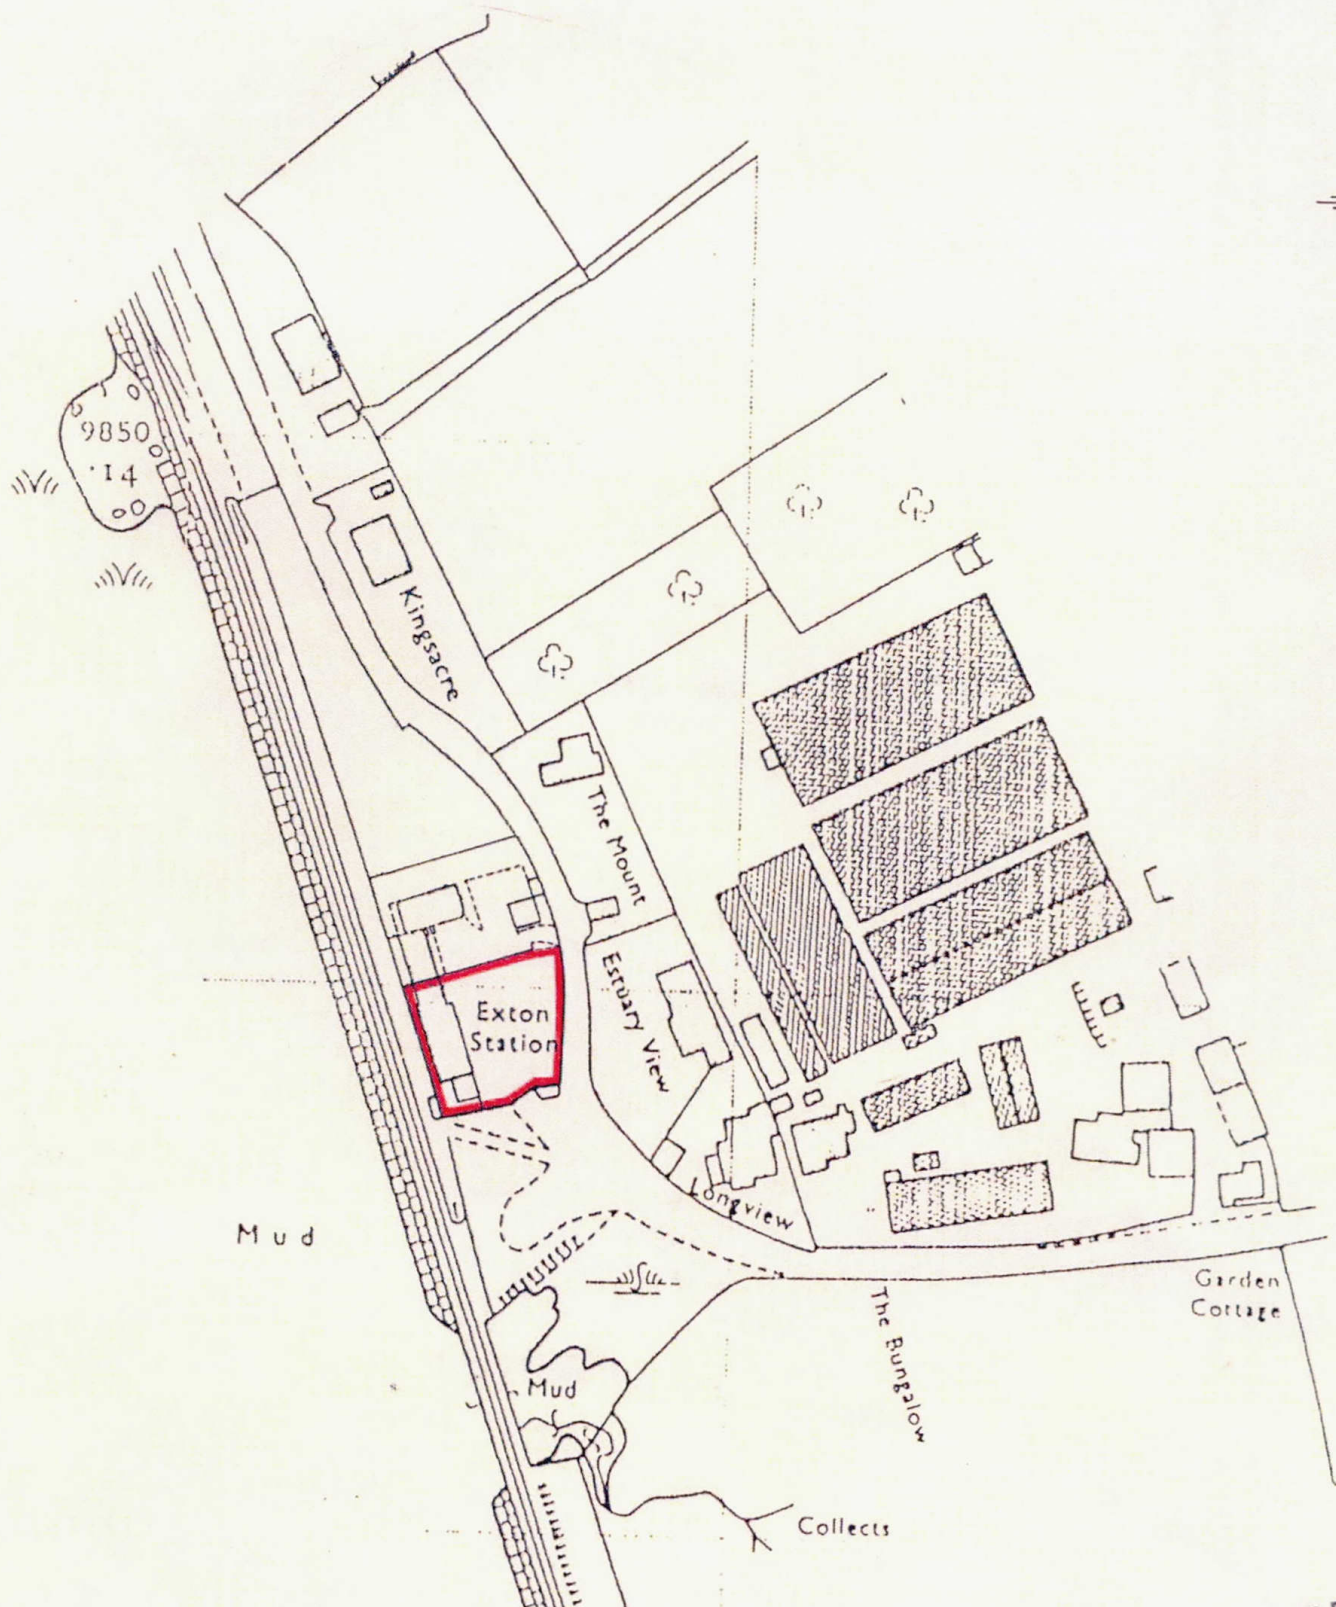 9850
.14
Kingsacre
The Mount
Exton
Station
Estuary View
Longview
Mud
Garden
Cottage
The Bungalow
Mud
Collects